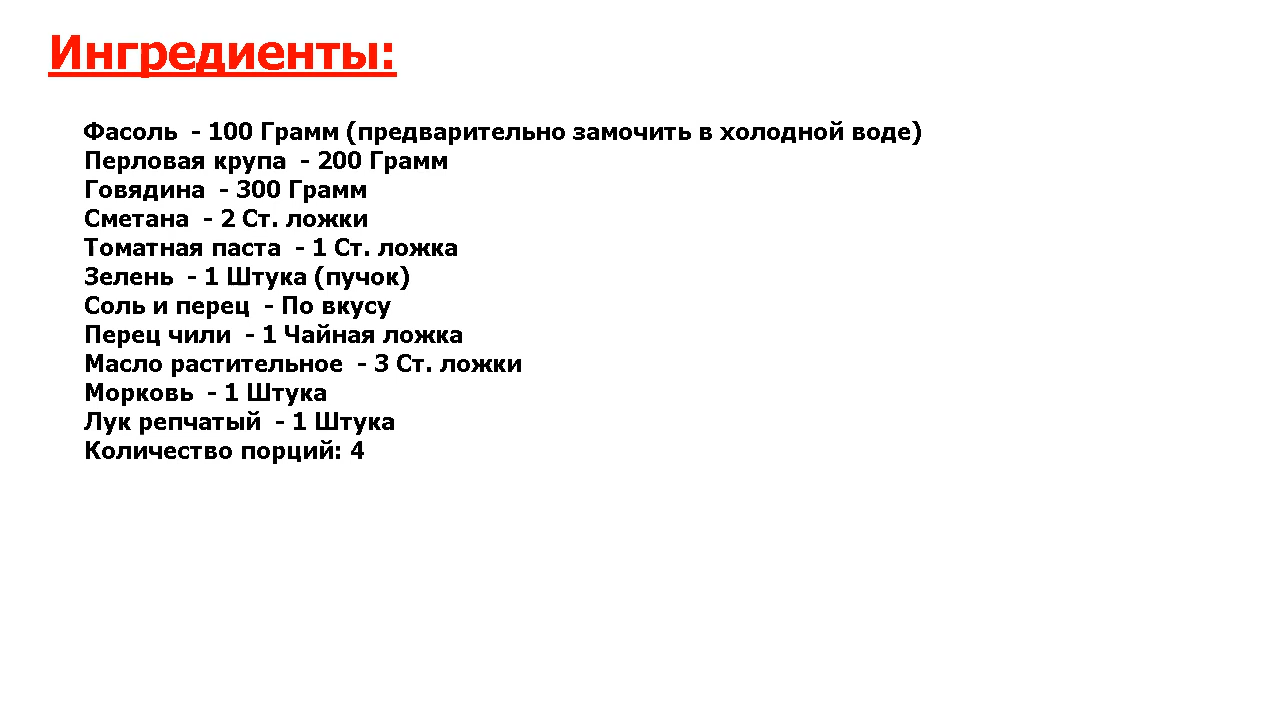 Ингредиенты:
Фасоль  - 100 Грамм (предварительно замочить в холодной воде)
Перловая крупа  - 200 Грамм
Говядина  - 300 Грамм
Сметана  - 2 Ст. ложки
Томатная паста  - 1 Ст. ложка
Зелень  - 1 Штука (пучок)
Соль и перец  - По вкусу
Перец чили  - 1 Чайная ложка
Масло растительное  - 3 Ст. ложки
Морковь  - 1 Штука
Лук репчатый  - 1 Штука
Количество порций: 4